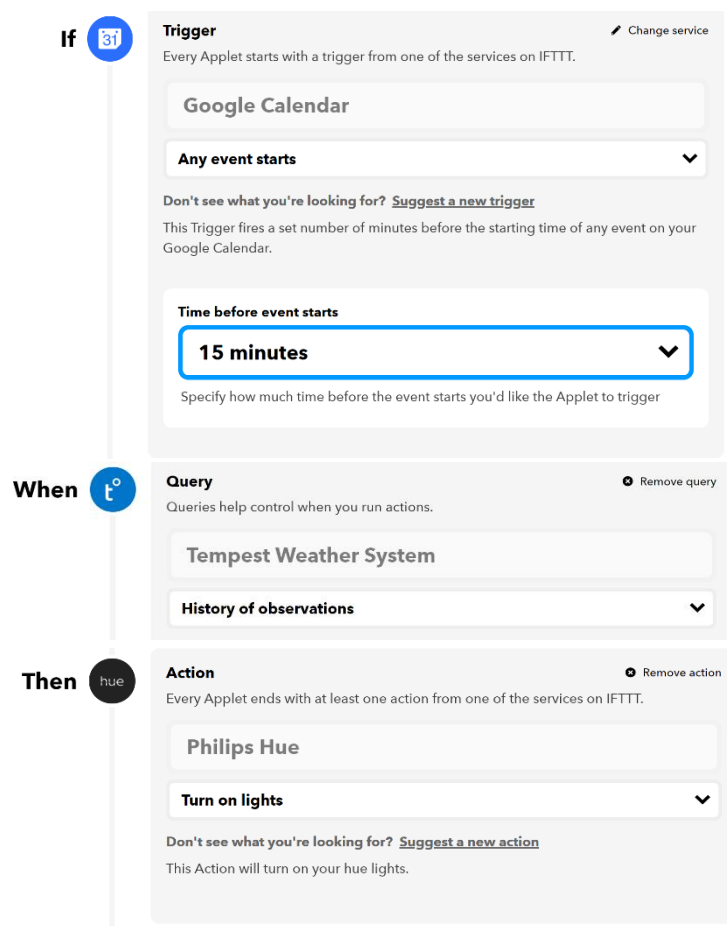 If
31
Trigger
Change service
Every Applet starts with a trigger from one of the services on IFTTT.
Google Calendar
Any event starts
Don't see what you're looking for? Suggest a new trigger
This Trigger fires a set number of minutes before the starting time of any event on your
Google Calendar.
Time before event starts
15 minutes
Specify how much time before the event starts you'd like the Applet to trigger
When
t°
Query
Remove query
Queries help control when you run actions.
Tempest Weather System
History of observations
Then
hue
Action
Remove action
Every Applet ends with at least one action from one of the services on IFTTT.
Philips Hue
Turn on lights
Don't see what you're looking for? Suggest a new action
This Action will turn on your hue lights.